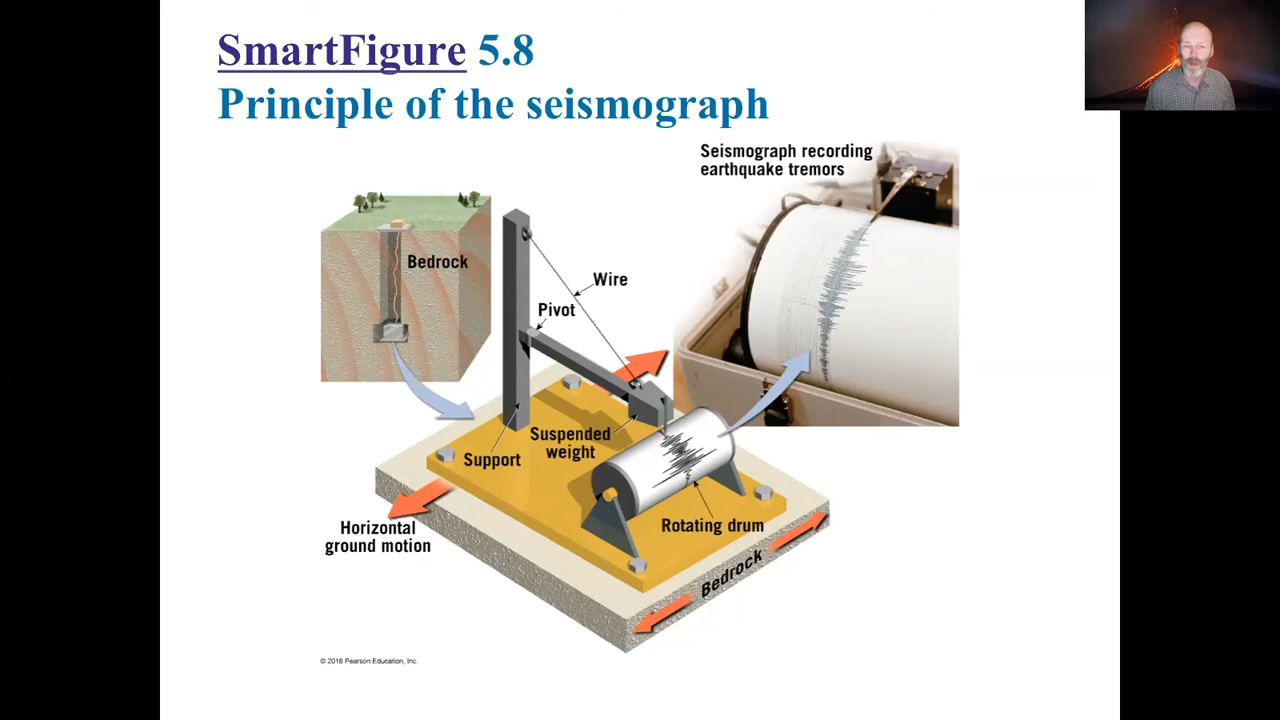 SmartFigure 5.8
Principle of the seismograph
Seismograph recording
earthquake tremors
Bedrock
Wire
Pivot
Suspended
weight
Support
Rotating drum
Horizontal
ground motion
Bedrock
© 2018 Pearson Education, Inc.